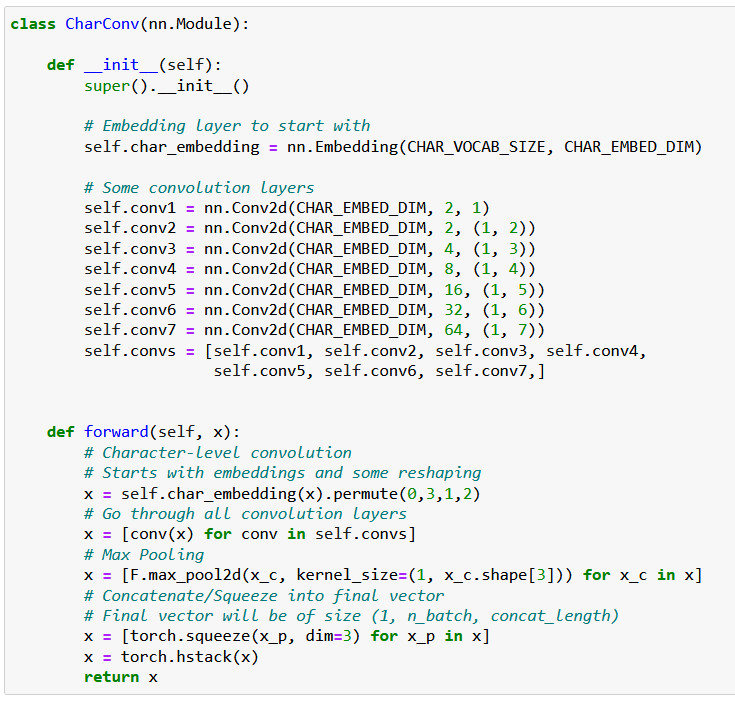 class CharConv(nn.Module):
    def __init__(self):
        super().__init__()
        # Embedding layer to start with
        self.char_embedding = nn.Embedding(CHAR_VOCAB_SIZE, CHAR_EMBED_DIM)
        # Some convolution layers
        self.conv1 = nn.Conv2d(CHAR_EMBED_DIM, 2, 1)
        self.conv2 = nn.Conv2d(CHAR_EMBED_DIM, 2, (1, 2))
        self.conv3 = nn.Conv2d(CHAR_EMBED_DIM, 4, (1, 3))
        self.conv4 = nn.Conv2d(CHAR_EMBED_DIM, 8, (1, 4))
        self.conv5 = nn.Conv2d(CHAR_EMBED_DIM, 16, (1, 5))
        self.conv6 = nn.Conv2d(CHAR_EMBED_DIM, 32, (1, 6))
        self.conv7 = nn.Conv2d(CHAR_EMBED_DIM, 64, (1, 7))
        self.convs = [self.conv1, self.conv2, self.conv3, self.conv4,
                      self.conv5, self.conv6, self.conv7,]
    def forward(self, x):
        # Character-level convolution
        # Starts with embeddings and some reshaping
        x = self.char_embedding(x).permute(0,3,1,2)
        # Go through all convolution layers
        x = [conv(x) for conv in self.convs]
        # Max Pooling
        x = [F.max_pool2d(x_c, kernel_size=(1, x_c.shape[3])) for x_c in x]
        # Concatenate/Squeeze into final vector
        # Final vector will be of size (1, n_batch, concat_length)
        x = [torch.squeeze(x_p, dim=3) for x_p in x]
        x = torch.hstack(x)
        return x